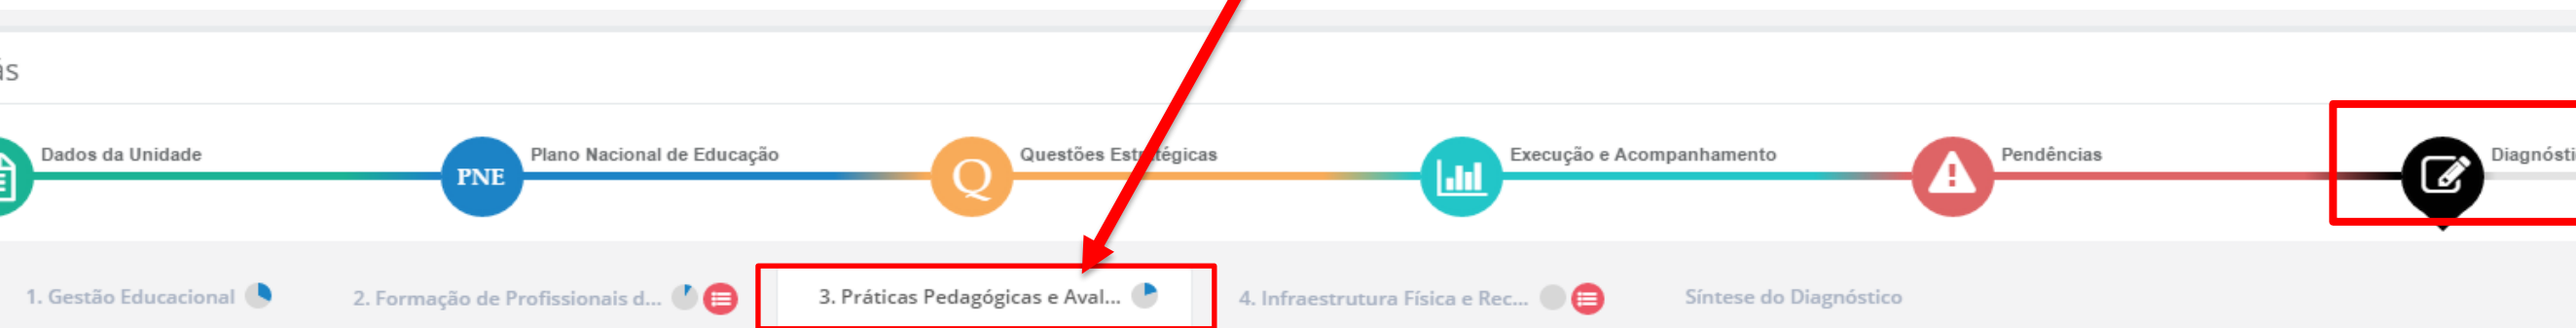 ás
Dados da Unidade
PNE
Plano Nacional de Educação
Q
Questões Estratégicas
Execução e Acompanhamento
Pendências
Diagnósti
1. Gestão Educacional
2. Formação de Profissionais d...
3. Práticas Pedagógicas e Aval...
4. Infraestrutura Física e Rec...
Síntese do Diagnóstico